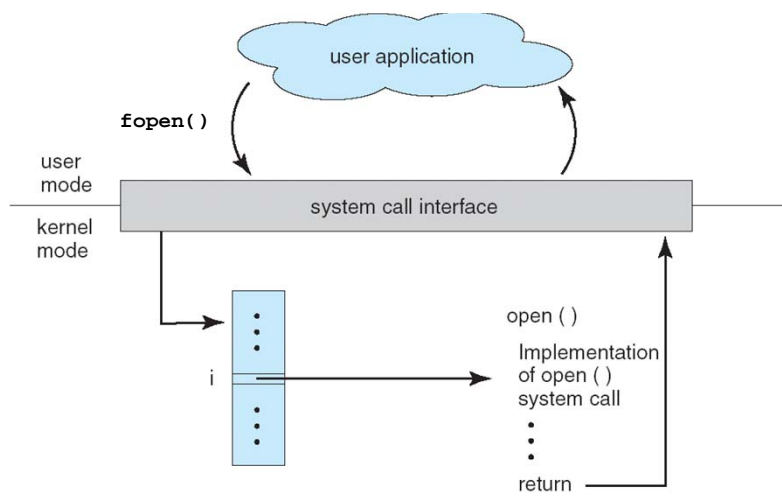 user application
fopen()
user
mode
system call interface
kernel
mode
open ( )
Implementation
of open ( )
system call
i
return